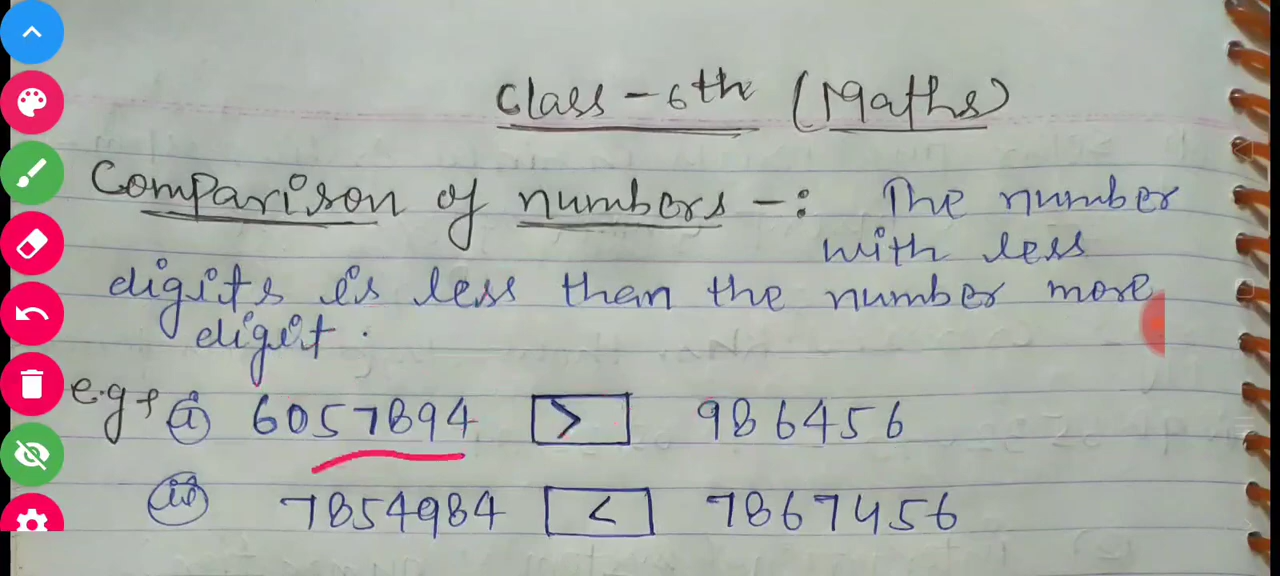 Class - 6th (Maths)
Comparison of numbers -: The number
with less
digits is less than the number more
digit.
e.g → (i) 6057894 > 986456
(ii) 7854984 < 7867456